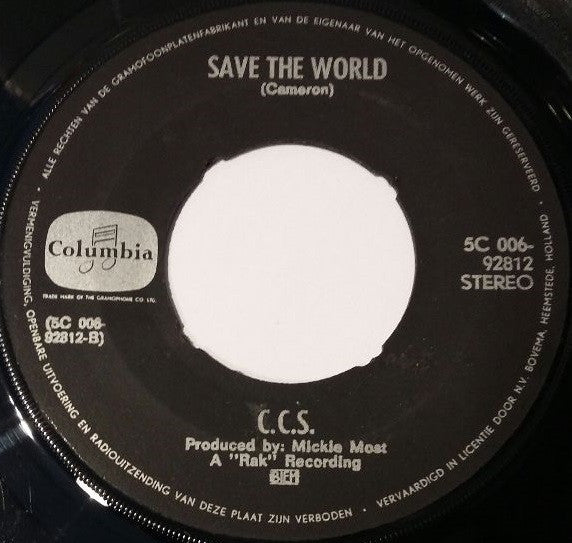 ALLE RECHTEN VAN DE GRAMOFOONPLATENFABRIKANT EN VAN DE EIGENAAR VAN HET OPGENOMEN WERK ZIJN GERESERVEERD
- VERMENIGVULDIGING, OPENBARE UITVOERING EN RADIOUITZENDING VAN DEZE PLAAT ZIJN VERBODEN - VERVAARDIGD IN LICENTIE DOOR N.V. BOVEMA, HEEMSTEDE, HOLLAND. -
SAVE THE WORLD
(Cameron)
Columbia
TRADE MARK OF THE GRAMOPHONE CO LTD.
(5C 006-
92812-B)
5C 006-
92812
STEREO
C.C.S.
Produced by: Mickie Most
A "Rak" Recording